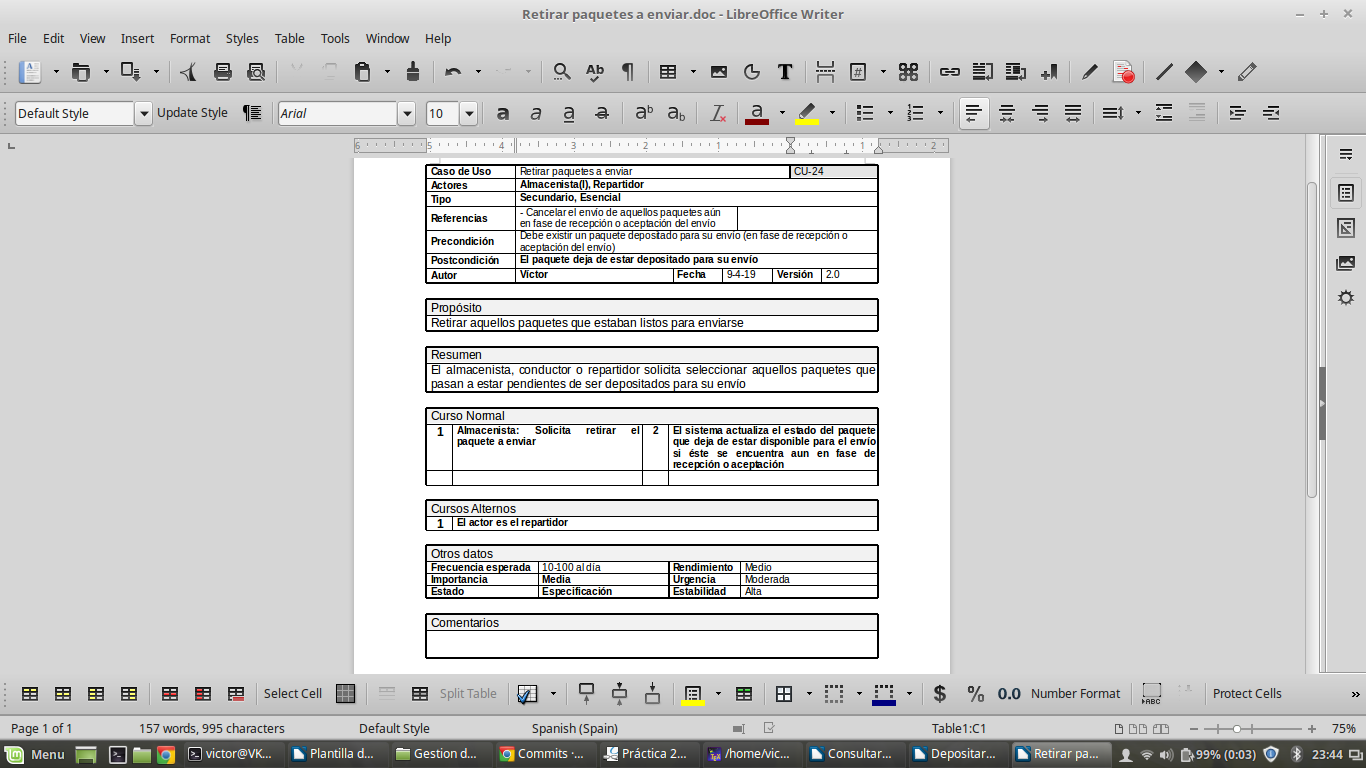 Retirar paquetes a enviar.doc - LibreOffice Writer
File Edit View Insert Format Styles Table Tools Window Help
Default Style Update Style Arial 10
6 5 4 3 2 1 1 2
Caso de Uso Retirar paquetes a enviar CU-24
Actores Almacenista(I), Repartidor
Tipo Secundario, Esencial
Referencias - Cancelar el envío de aquellos paquetes aún
en fase de recepción o aceptación del envío
Precondición Debe existir un paquete depositado para su envío (en fase de recepción o
aceptación del envío)
Postcondición El paquete deja de estar depositado para su envío
Autor Víctor Fecha 9-4-19 Versión 2.0
Propósito
Retirar aquellos paquetes que estaban listos para enviarse
Resumen
El almacenista, conductor o repartidor solicita seleccionar aquellos paquetes que
pasan a estar pendientes de ser depositados para su envío
Curso Normal
1 Almacenista: Solicita retirar el 2 El sistema actualiza el estado del paquete
paquete a enviar que deja de estar disponible para el envío
si éste se encuentra aun en fase de
recepción o aceptación
Cursos Alternos
1 El actor es el repartidor
Otros datos
Frecuencia esperada 10-100 al día Rendimiento Medio
Importancia Media Urgencia Moderada
Estado Especificación Estabilidad Alta
Comentarios
Select Cell Split Table $ % 0.0 Number Format ABC Protect Cells »
Page 1 of 1 157 words, 995 characters Default Style Spanish (Spain) Table1:C1 75%
Menu victor@VK... Plantilla d... Gestion d... Commits ·... Práctica 2... /home/vic... Consultar... Depositar... Retirar pa... 99% (0:03) 23:44